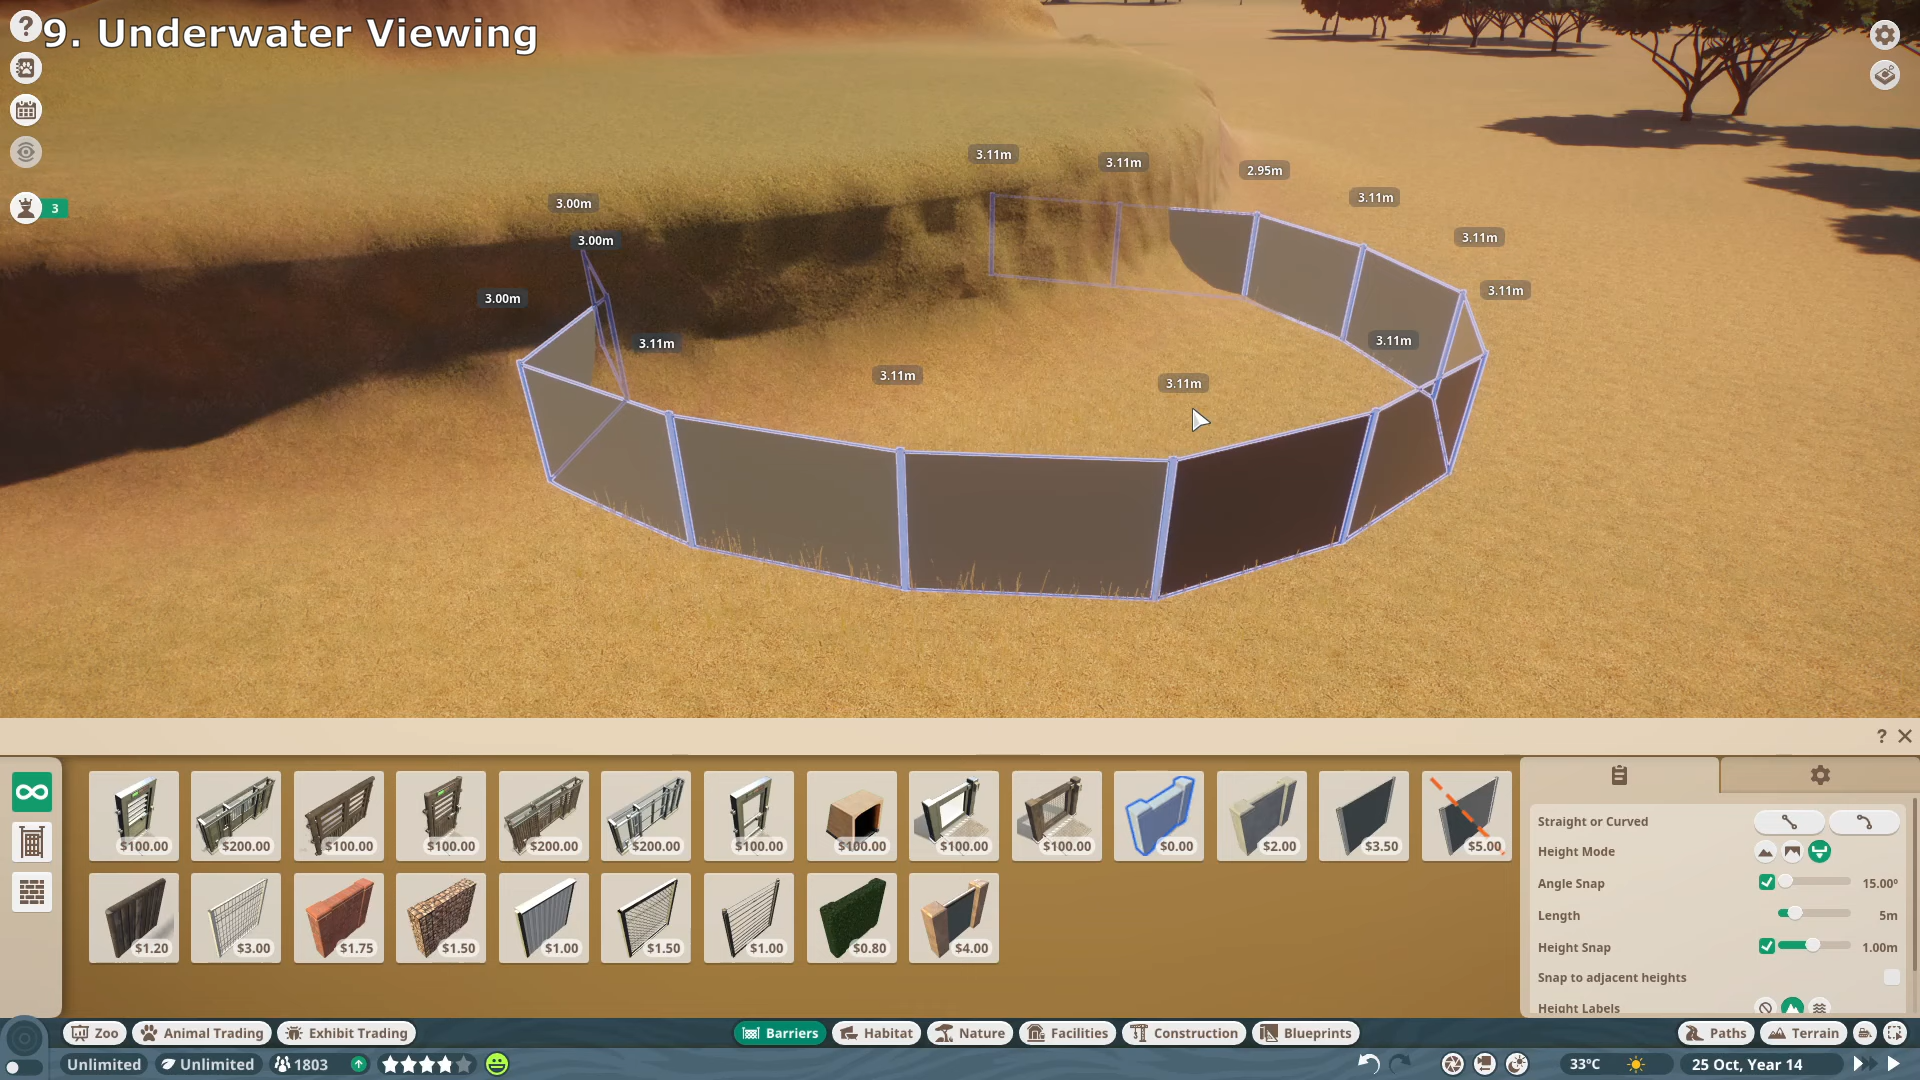 9. Underwater Viewing
3
3.11m
3.11m
2.95m
3.11m
3.00m
3.11m
3.00m
3.00m
3.11m
3.11m
3.11m
3.11m
3.11m
?
?
$100.00
$200.00
$100.00
$100.00
$200.00
$200.00
$100.00
$100.00
$100.00
$100.00
$0.00
$2.00
$3.50
$5.00
$1.20
$3.00
$1.75
$1.50
$1.00
$1.50
$1.00
$0.80
$4.00
Straight or Curved
Height Mode
Angle Snap 15.00º
Length 5m
Height Snap 1.00m
Snap to adjacent heights
Height Labels
Zoo Animal Trading Exhibit Trading Barriers Habitat Nature Facilities Construction Blueprints Paths Terrain
Unlimited Unlimited 1803 33°C 25 Oct, Year 14